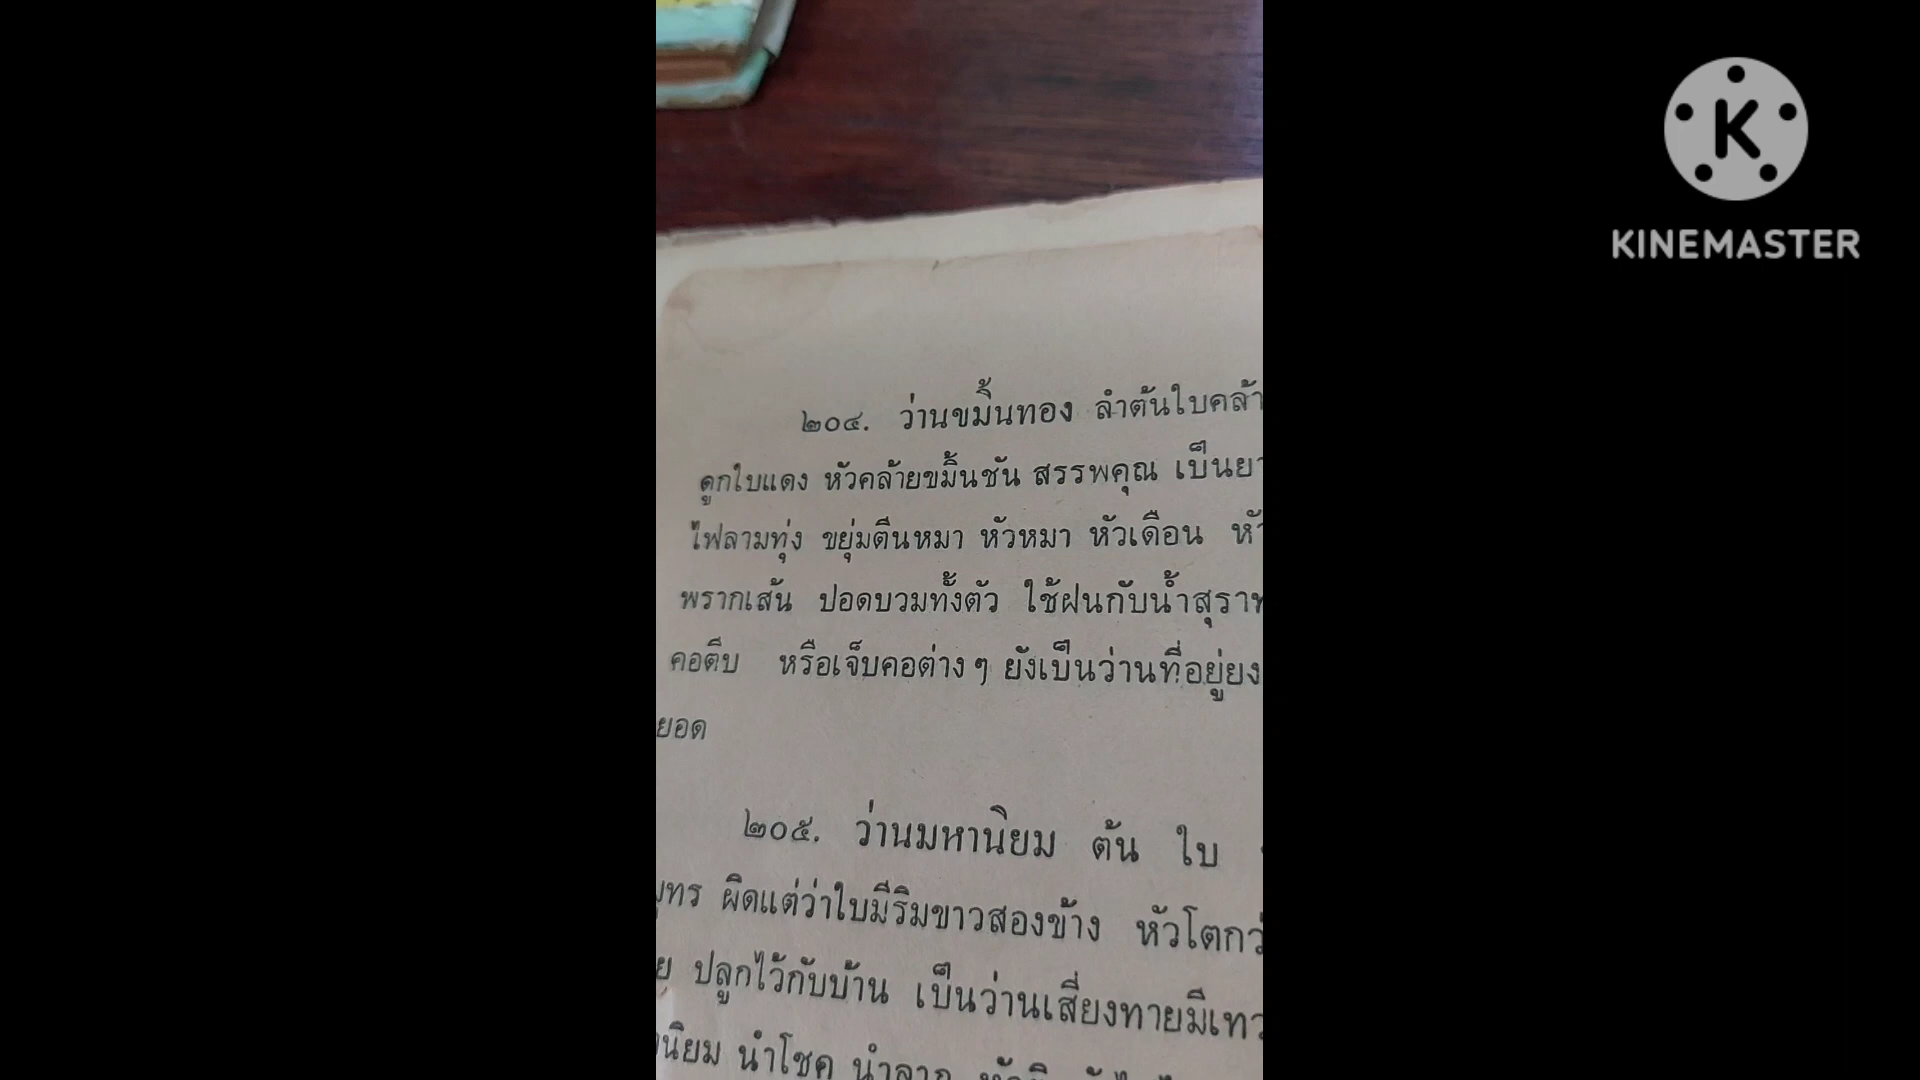 ๒๐๔. ว่านขมิ้นทอง ลำต้นใบคล้า
ดูกใบแดง หัวคล้ายขมิ้นชัน สรรพคุณ เป็นยา
ไฟลามทุ่ง ขยุ่มตีนหมา หัวหมา หัวเดือน หั
พรากเส้น ปอดบวมทั้งตัว ใช้ฝนกับน้ำสุราท
คอตีบ หรือเจ็บคอต่างๆ ยังเป็นว่านที่อยู่ยง
ยอด
๒๐๕. ว่านมหานิยม ต้น ใบ
ผิดแต่ว่าใบมีริมขาวสองข้าง หัวโตกว
ปลูกไว้กับบ้าน เป็นว่านเสี่ยงทายมีเทว
นิยม นำโชค นำลาภ
K
KINEMASTER